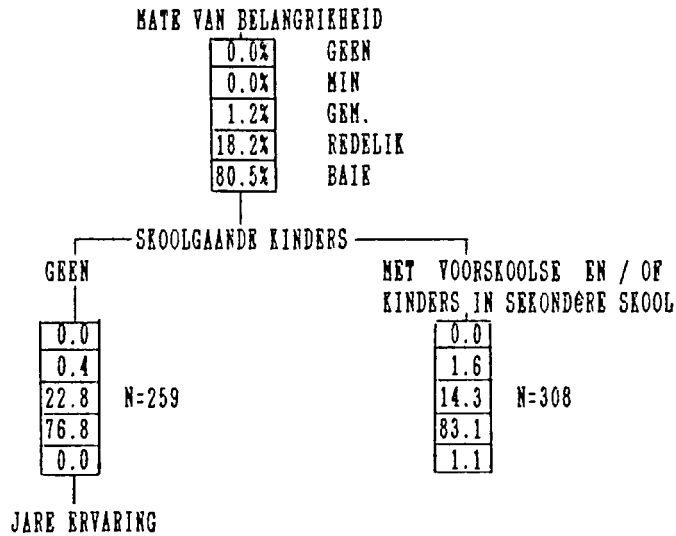 MATE VAN BELANGRIKHEID
0.0% GEEN
0.0% MIN
1.2% GEM.
18.2% REDELIK
80.5% BAIE
SKOOLGAANDE KINDERS
GEEN
MET VOORSKOOLSE EN / OF
KINDERS IN SEKONDÊRE SKOOL
0.0
0.4
22.8 N=259
76.8
0.0
0.0
1.6
14.3 N=308
83.1
1.1
JARE ERVARING